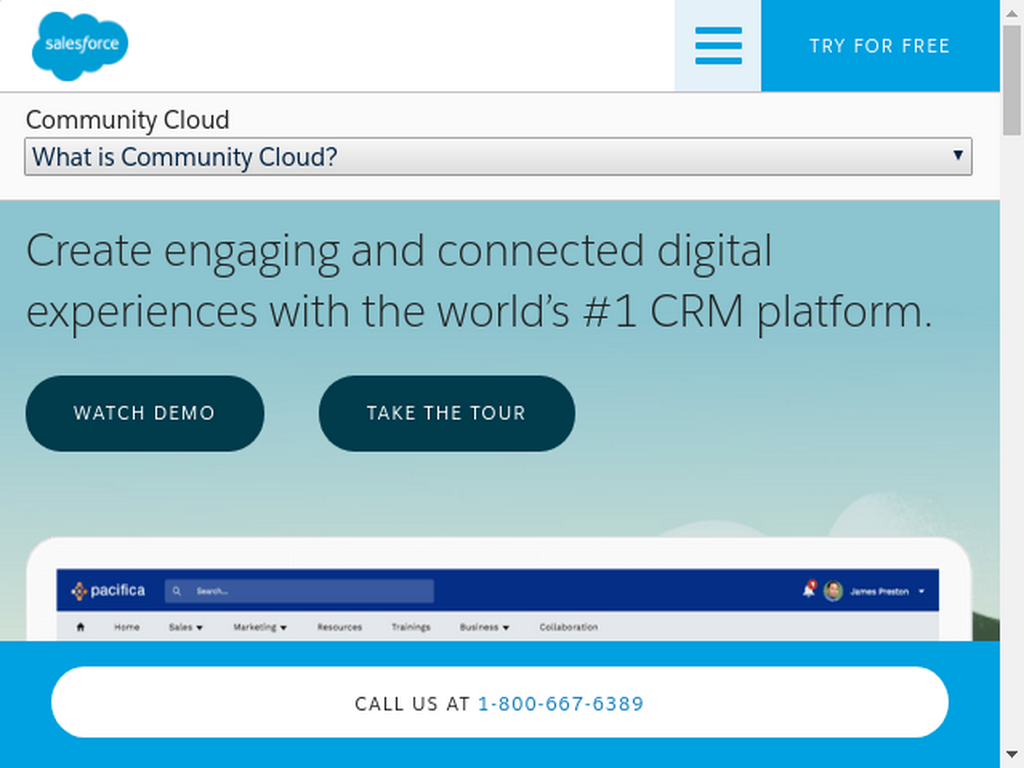 salesforce
TRY FOR FREE
Community Cloud
What is Community Cloud?
Create engaging and connected digital
experiences with the world's #1 CRM platform.
WATCH DEMO
TAKE THE TOUR
pacifica
Search...
James Preston
Home
Sales
Marketing
Resources
Trainings
Business
Collaboration
CALL US AT 1-800-667-6389